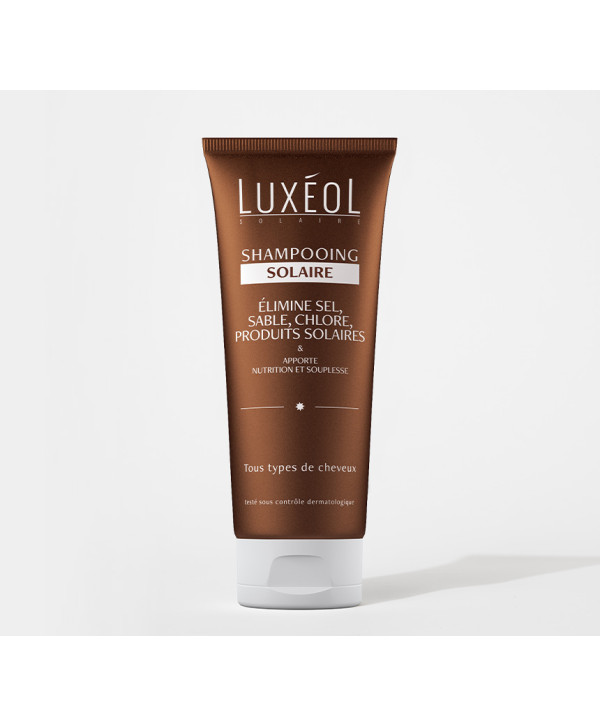 LUXÉOL
SOLAIRE
SHAMPOOING
SOLAIRE
ÉLIMINE SEL,
SABLE, CHLORE,
PRODUITS SOLAIRES
&
APPORTE
NUTRITION ET SOUPLESSE
Tous types de cheveux
testé sous contrôle dermatologique